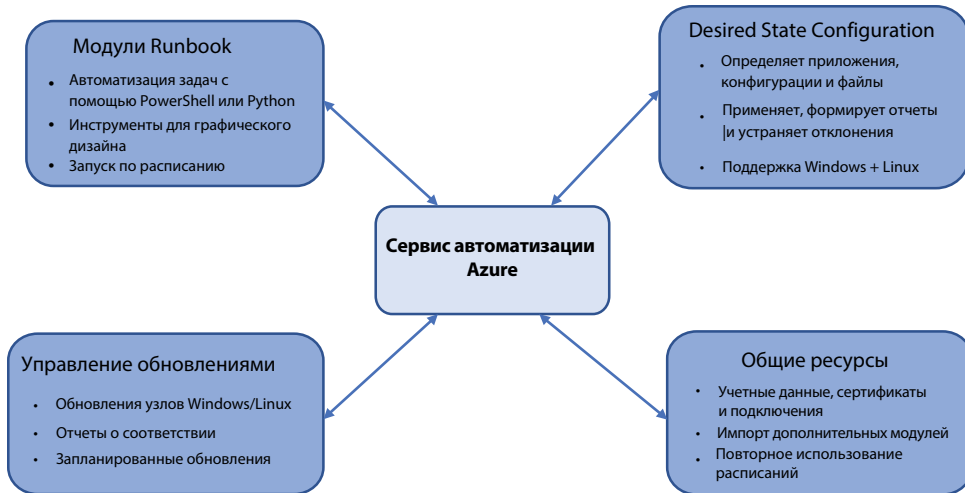 Модули Runbook
• Автоматизация задач с
помощью PowerShell или Python
• Инструменты для графического
дизайна
• Запуск по расписанию
Desired State Configuration
• Определяет приложения,
конфигурации и файлы
• Применяет, формирует отчеты
|и устраняет отклонения
• Поддержка Windows + Linux
Сервис автоматизации
Azure
Управление обновлениями
• Обновления узлов Windows/Linux
• Отчеты о соответствии
• Запланированные обновления
Общие ресурсы
• Учетные данные, сертификаты
и подключения
• Импорт дополнительных модулей
• Повторное использование
расписаний